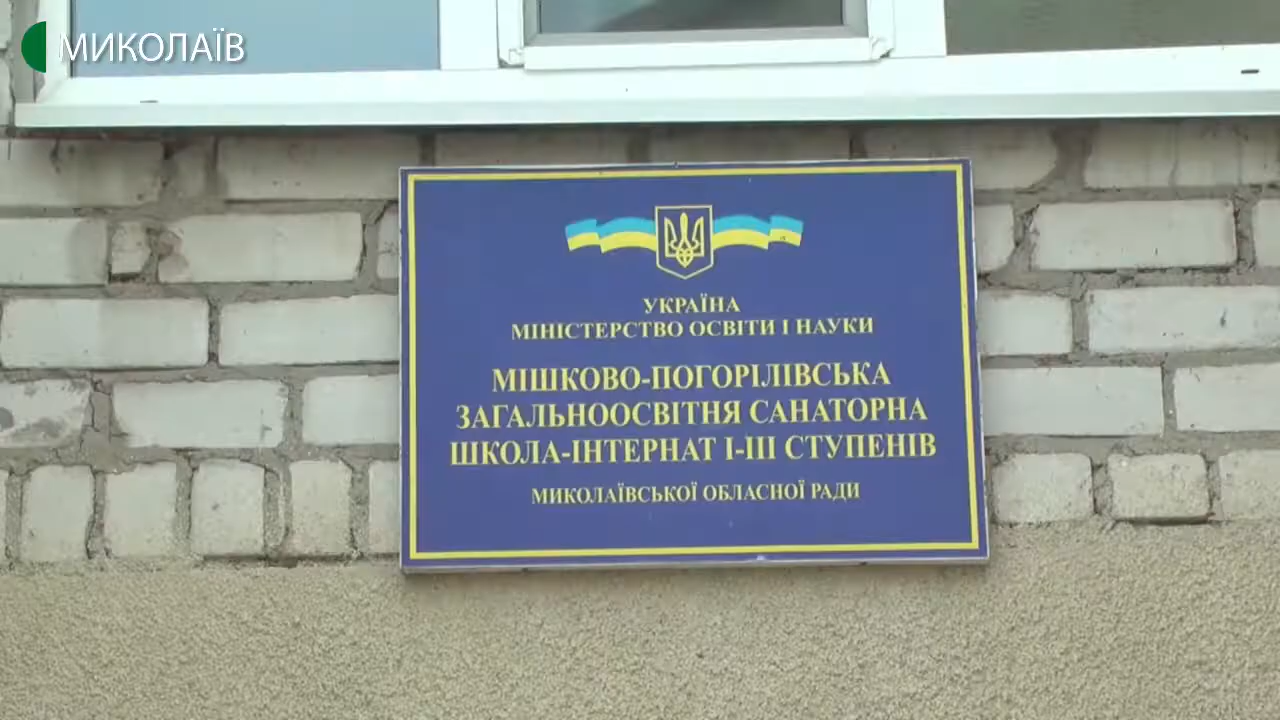 МИКОЛАЇВ
УКРАЇНА
МІНІСТЕРСТВО ОСВІТИ І НАУКИ
МІШКОВО-ПОГОРІЛІВСЬКА
ЗАГАЛЬНООСВІТНЯ САНАТОРНА
ШКОЛА-ІНТЕРНАТ І-ІІІ СТУПЕНІВ
МИКОЛАЇВСЬКОЇ ОБЛАСНОЇ РАДИ